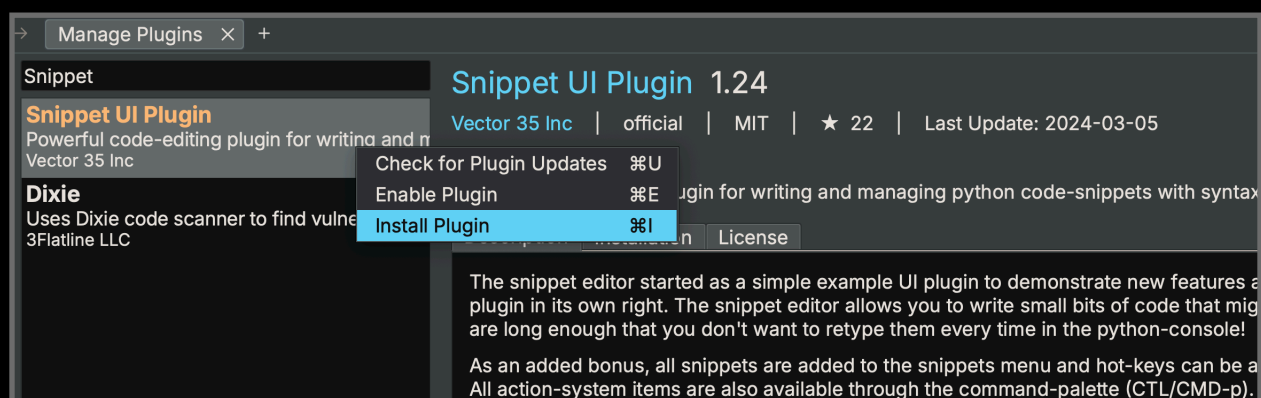 Manage Plugins × +
Snippet
Snippet UI Plugin
Powerful code-editing plugin for writing and
Vector 35 Inc
Dixie
Uses Dixie code scanner to find
3Flatline LLC
Check for Plugin Updates ⌘U
Enable Plugin ⌘E
Install Plugin ⌘I
Snippet UI Plugin 1.24
Vector 35 Inc | official | MIT | ★ 22 | Last Update: 2024-03-05
for writing and managing python code-snippets with
License
The snippet editor started as a simple example UI plugin to demonstrate new features
plugin in its own right. The snippet editor allows you to write small bits of code that
are long enough that you don't want to retype them every time in the python-console!
As an added bonus, all snippets are added to the snippets menu and hot-keys can be
All action-system items are also available through the command-palette (CTL/CMD-p).